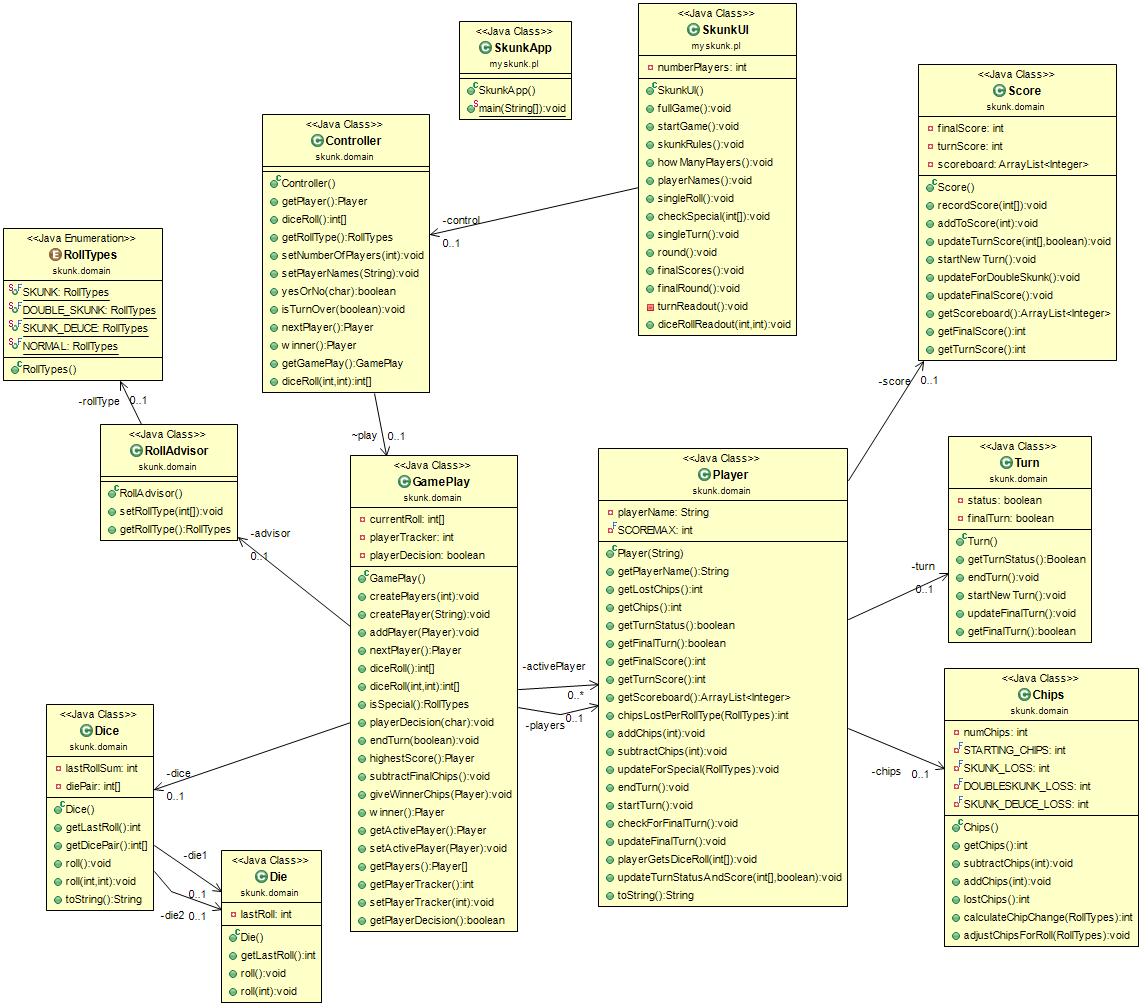 <<Java Class>>
SkunkApp
myskunk.pl
SkunkApp()
main(String[]):void
<<Java Class>>
SkunkUI
myskunk.pl
numberPlayers: int
SkunkUI()
fullGame():void
startGame():void
skunkRules():void
howManyPlayers():void
playerNames():void
singleRoll():void
checkSpecial(int[]):void
singleTurn():void
round():void
finalScores():void
finalRound():void
turnReadout():void
diceRollReadout(int,int):void
<<Java Class>>
Score
skunk.domain
finalScore: int
turnScore: int
scoreboard: ArrayList<Integer>
Score()
recordScore(int[]):void
addToScore(int):void
updateTurnScore(int[],boolean):void
startNewTurn():void
updateForDoubleSkunk():void
updateFinalScore():void
getScoreboard():ArrayList<Integer>
getFinalScore():int
getTurnScore():int
<<Java Class>>
Controller
skunk.domain
Controller()
getPlayer():Player
diceRoll():int[]
getRollType():RollTypes
setNumberOfPlayers(int):void
setPlayerNames(String):void
yesOrNo(char):boolean
isTurnOver(boolean):void
nextPlayer():Player
winner():Player
getGamePlay():GamePlay
diceRoll(int,int):int[]
-control
0..1
<<Java Enumeration>>
RollTypes
skunk.domain
SKUNK: RollTypes
DOUBLE_SKUNK: RollTypes
SKUNK_DEUCE: RollTypes
NORMAL: RollTypes
RollTypes()
-rollType
0..1
<<Java Class>>
RollAdvisor
skunk.domain
RollAdvisor()
setRollType(int[]):void
getRollType():RollTypes
~play
0..1
-advisor
0..1
<<Java Class>>
GamePlay
skunk.domain
currentRoll: int[]
playerTracker: int
playerDecision: boolean
GamePlay()
createPlayers(int):void
createPlayer(String):void
addPlayer(Player):void
nextPlayer():Player
diceRoll():int[]
diceRoll(int,int):int[]
isSpecial():RollTypes
playerDecision(char):void
endTurn(boolean):void
highestScore():Player
subtractFinalChips():void
giveWinnerChips(Player):void
winner():Player
getActivePlayer():Player
setActivePlayer(Player):void
getPlayers():Player[]
getPlayerTracker():int
setPlayerTracker(int):void
getPlayerDecision():boolean
-activePlayer
0..*
-players
0..1
<<Java Class>>
Player
skunk.domain
playerName: String
SCOREMAX: int
Player(String)
getPlayerName():String
getLostChips():int
getChips():int
getTurnStatus():boolean
getFinalTurn():boolean
getFinalScore():int
getTurnScore():int
getScoreboard():ArrayList<Integer>
chipsLostPerRollType(RollTypes):int
addChips(int):void
subtractChips(int):void
updateForSpecial(RollTypes):void
endTurn():void
startTurn():void
checkForFinalTurn():void
updateFinalTurn():void
playerGetsDiceRoll(int[]):void
updateTurnStatusAndScore(int[],boolean):void
toString():String
-score
0..1
<<Java Class>>
Turn
skunk.domain
status: boolean
finalTurn: boolean
Turn()
getTurnStatus():Boolean
endTurn():void
startNewTurn():void
updateFinalTurn():void
getFinalTurn():boolean
-turn
0..1
-chips
0..1
<<Java Class>>
Chips
skunk.domain
numChips: int
STARTING_CHIPS: int
SKUNK_LOSS: int
DOUBLESKUNK_LOSS: int
SKUNK_DEUCE_LOSS: int
Chips()
getChips():int
subtractChips(int):void
addChips(int):void
lostChips():int
calculateChipChange(RollTypes):int
adjustChipsForRoll(RollTypes):void
-dice
0..1
<<Java Class>>
Dice
skunk.domain
lastRollSum: int
diePair: int[]
Dice()
getLastRoll():int
getDicePair():int[]
roll():void
roll(int,int):void
toString():String
-die1
0..1
-die2
0..1
<<Java Class>>
Die
skunk.domain
lastRoll: int
Die()
getLastRoll():int
roll():void
roll(int):void